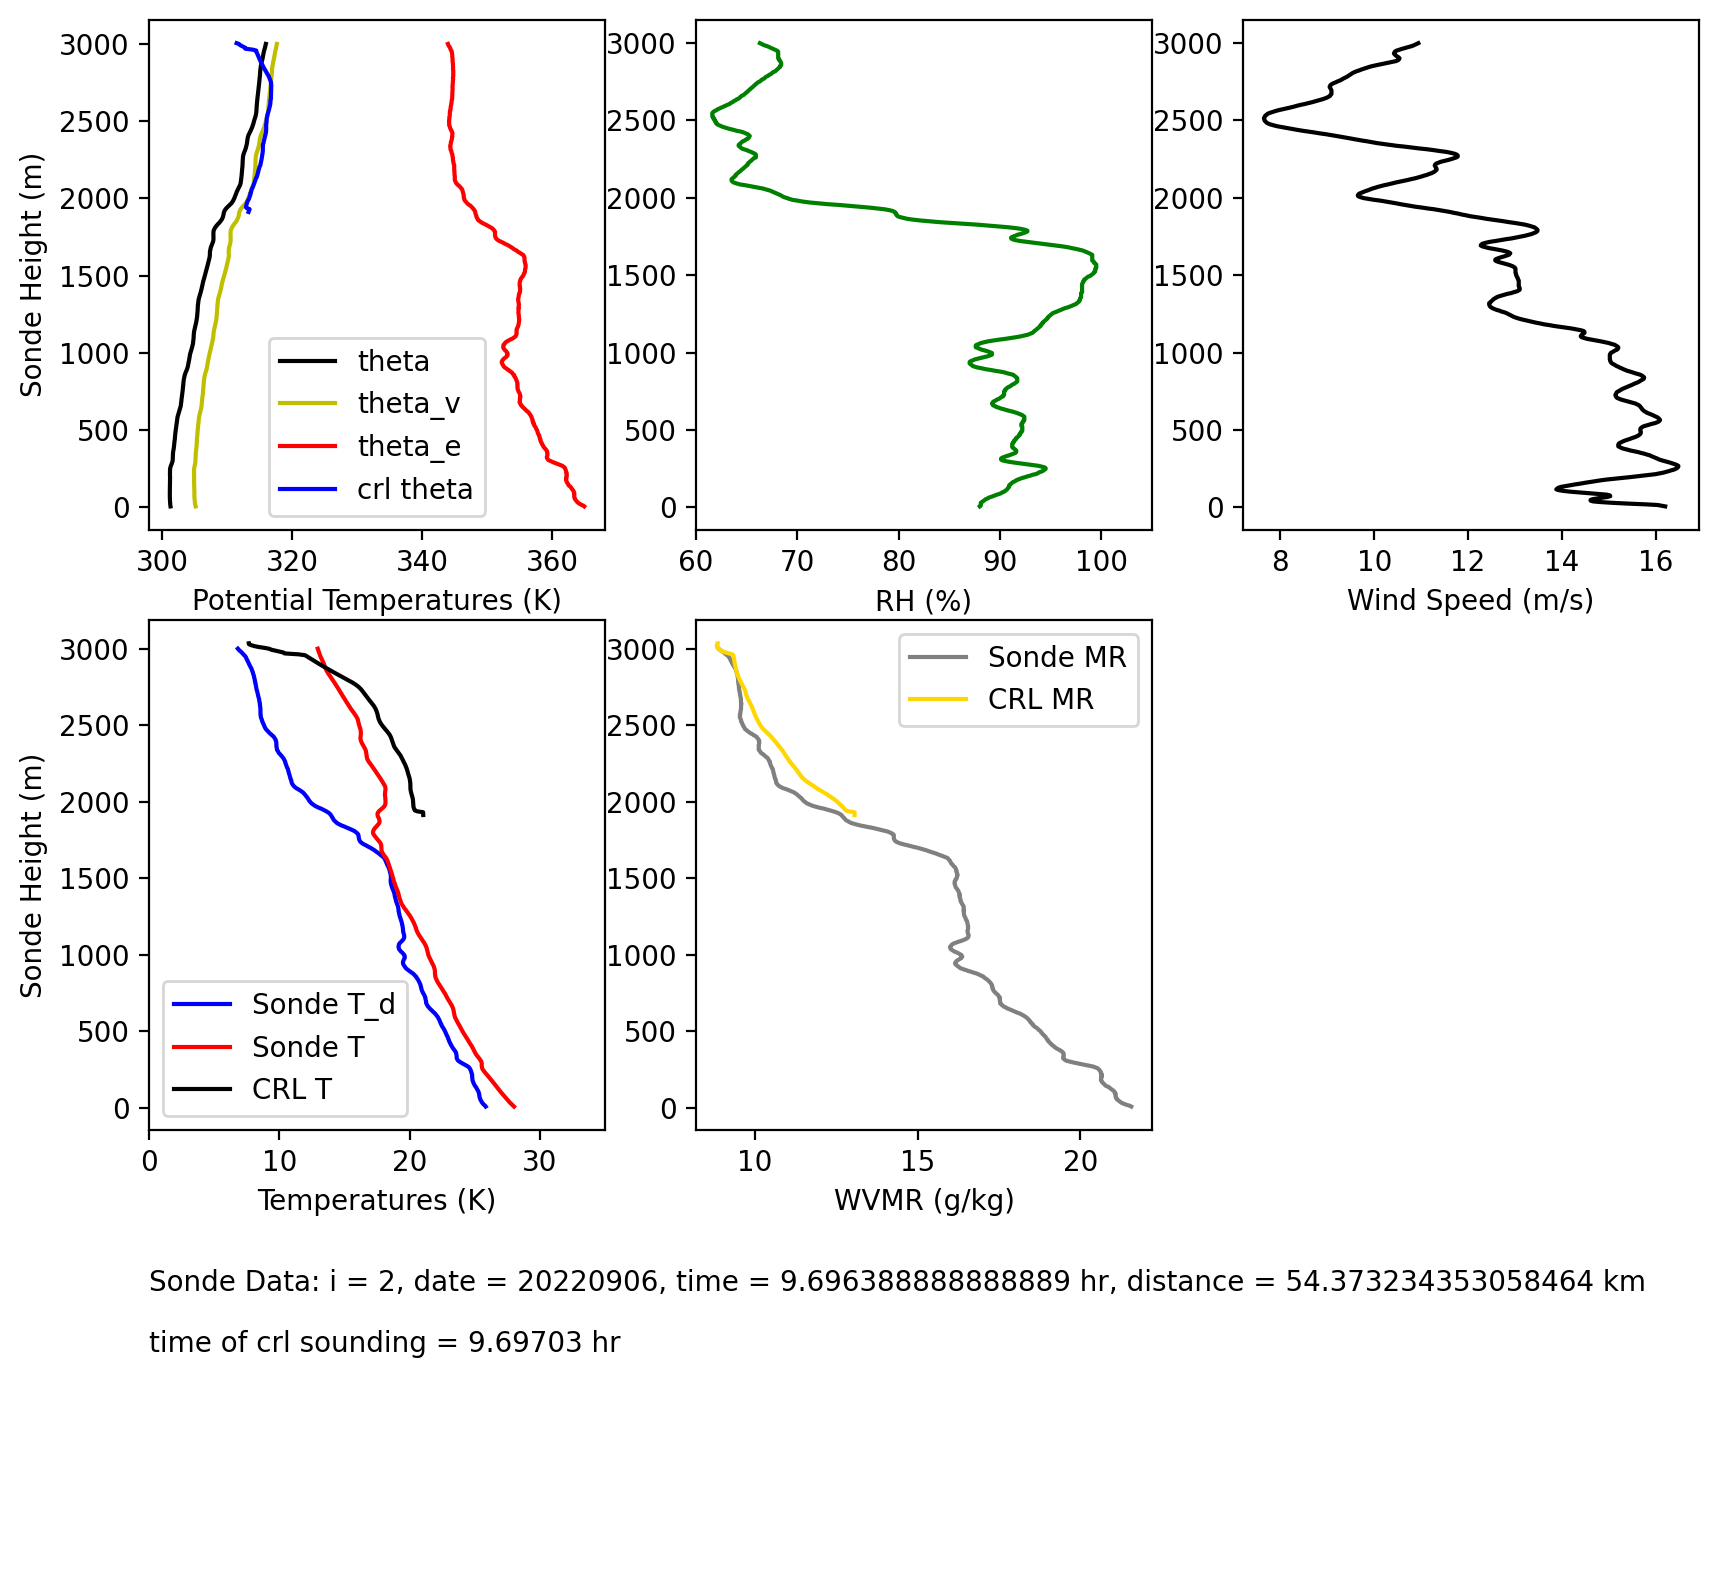 3000
2500
2000
1500
1000
500
0
Sonde Height (m)
300 320 340 360
Potential Temperatures (K)
theta
theta_v
theta_e
crl theta
3000
2500
2000
1500
1000
500
0
60 70 80 90 100
RH (%)
3000
2500
2000
1500
1000
500
0
8 10 12 14 16
Wind Speed (m/s)
3000
2500
2000
1500
1000
500
0
Sonde Height (m)
0 10 20 30
Temperatures (K)
Sonde T_d
Sonde T
CRL T
3000
2500
2000
1500
1000
500
0
10 15 20
WVMR (g/kg)
Sonde MR
CRL MR
Sonde Data: i = 2, date = 20220906, time = 9.696388888888889 hr, distance = 54.373234353058464 km
time of crl sounding = 9.69703 hr